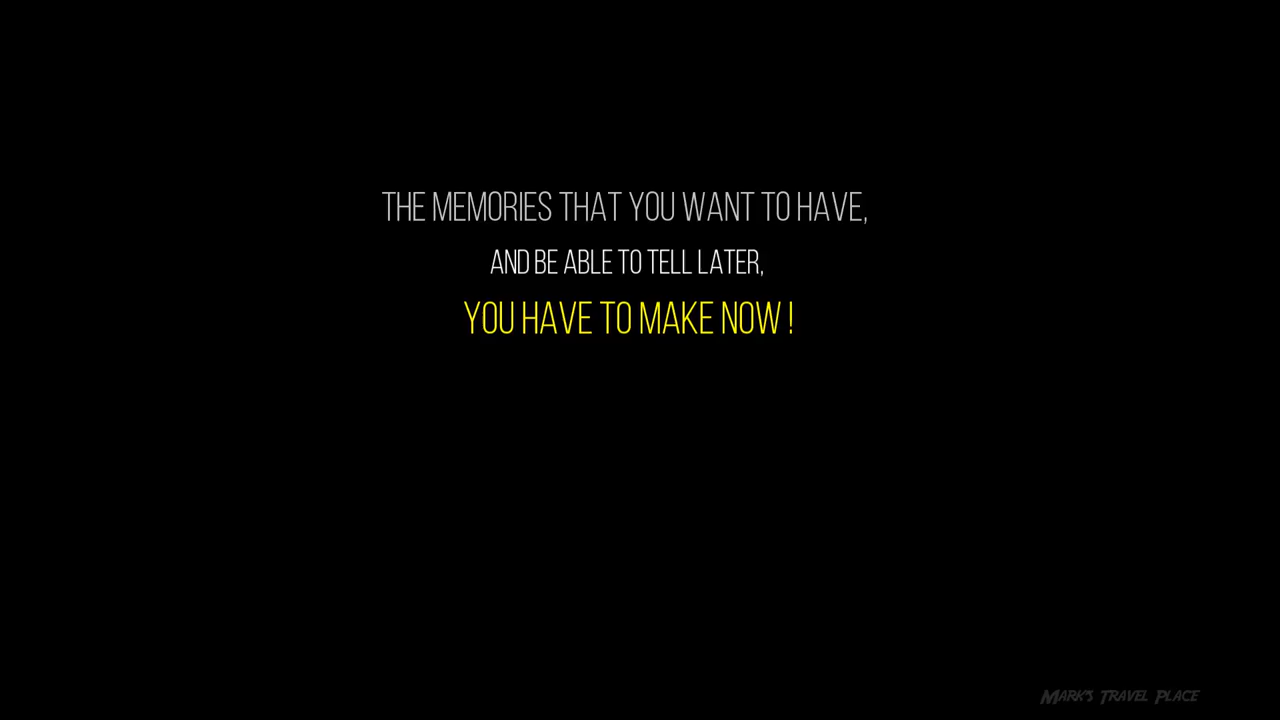 THE MEMORIES THAT YOU WANT TO HAVE,
AND BE ABLE TO TELL LATER,
YOU HAVE TO MAKE NOW !
MARK'S TRAVEL PLACE